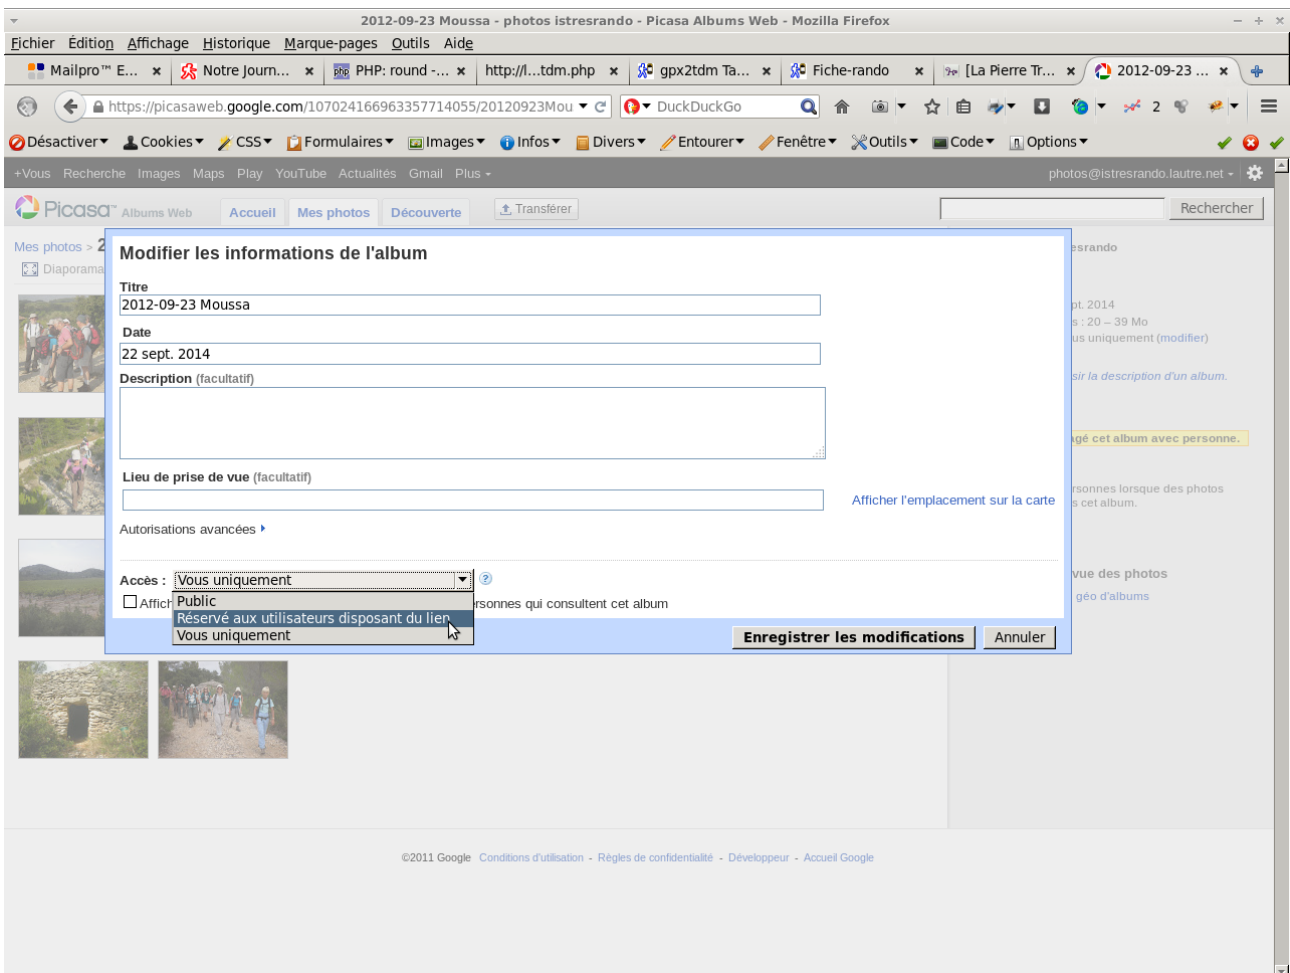 2012-09-23 Moussa - photos istresrando - Picasa Albums Web - Mozilla Firefox
Fichier Édition Affichage Historique Marque-pages Outils Aide
Mailpro™ E... Notre Journ... PHP: round -... http://l...tdm.php gpx2tdm Ta... Fiche-rando [La Pierre Tr... 2012-09-23 ...
https://picasaweb.google.com/107024166963357714055/20120923Mou DuckDuckGo 2
Désactiver Cookies CSS Formulaires Images Infos Divers Entourer Fenêtre Outils Code Options
+Vous Recherche Images Maps Play YouTube Actualités Gmail Plus photos@istresrando.lautre.net
Picasa™ Albums Web Accueil Mes photos Découverte Transférer Rechercher
Mes photos > 2
Diaporama
esrando
pt. 2014
s : 20 – 39 Mo
us uniquement (modifier)
sir la description d'un album.
agé cet album avec personne.
rsonnes lorsque des photos
s cet album.
vue des photos
géo d'albums
Modifier les informations de l'album
Titre
2012-09-23 Moussa
Date
22 sept. 2014
Description (facultatif)
Lieu de prise de vue (facultatif)
Afficher l'emplacement sur la carte
Autorisations avancées
Accès : Vous uniquement ?
Public
Affich ersonnes qui consultent cet album
Réservé aux utilisateurs disposant du lien
Vous uniquement
Enregistrer les modifications Annuler
©2011 Google Conditions d'utilisation - Règles de confidentialité - Développeur - Accueil Google